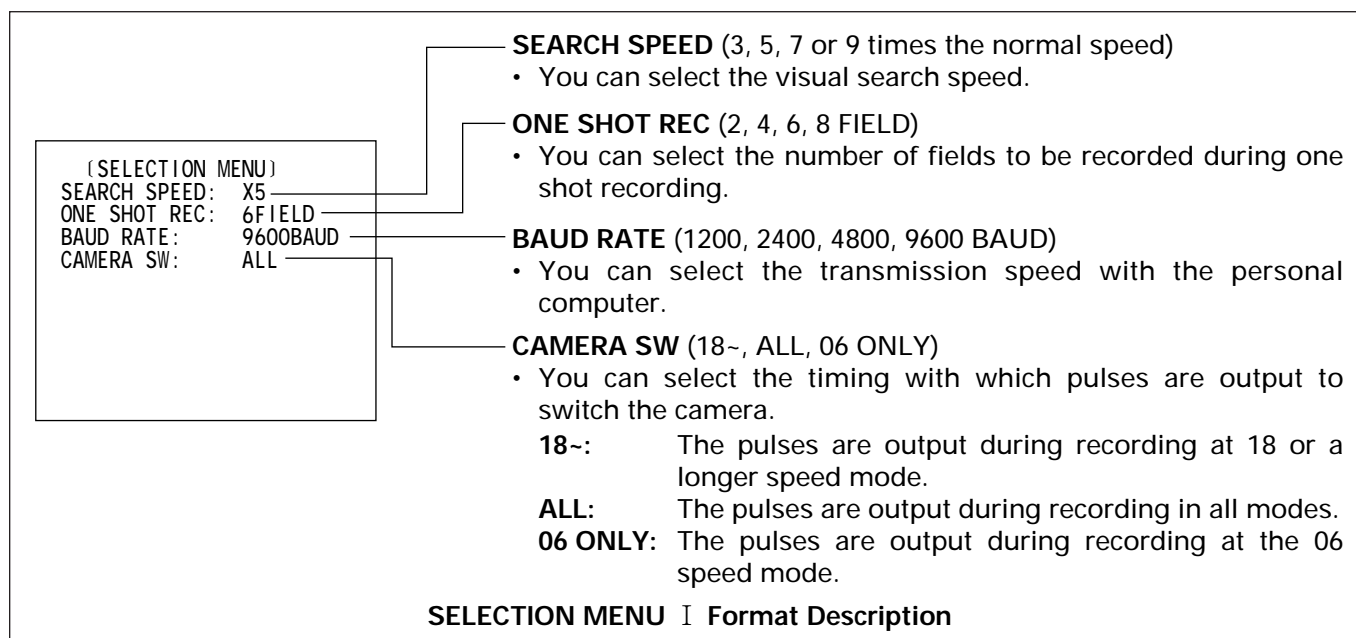 (SELECTION MENU)
SEARCH SPEED: X5
ONE SHOT REC: 6FIELD
BAUD RATE: 9600BAUD
CAMERA SW: ALL
SEARCH SPEED (3, 5, 7 or 9 times the normal speed)
• You can select the visual search speed.
ONE SHOT REC (2, 4, 6, 8 FIELD)
• You can select the number of fields to be recorded during one
shot recording.
BAUD RATE (1200, 2400, 4800, 9600 BAUD)
• You can select the transmission speed with the personal
computer.
CAMERA SW (18~, ALL, 06 ONLY)
• You can select the timing with which pulses are output to
switch the camera.
18~: The pulses are output during recording at 18 or a
longer speed mode.
ALL: The pulses are output during recording in all modes.
06 ONLY: The pulses are output during recording at the 06
speed mode.
SELECTION MENU I Format Description